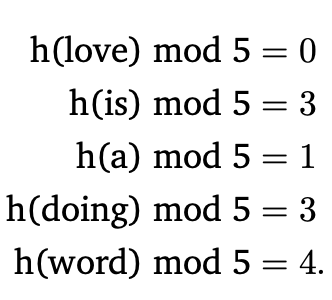 h(love) mod 5 = 0
h(is) mod 5 = 3
h(a) mod 5 = 1
h(doing) mod 5 = 3
h(word) mod 5 = 4.